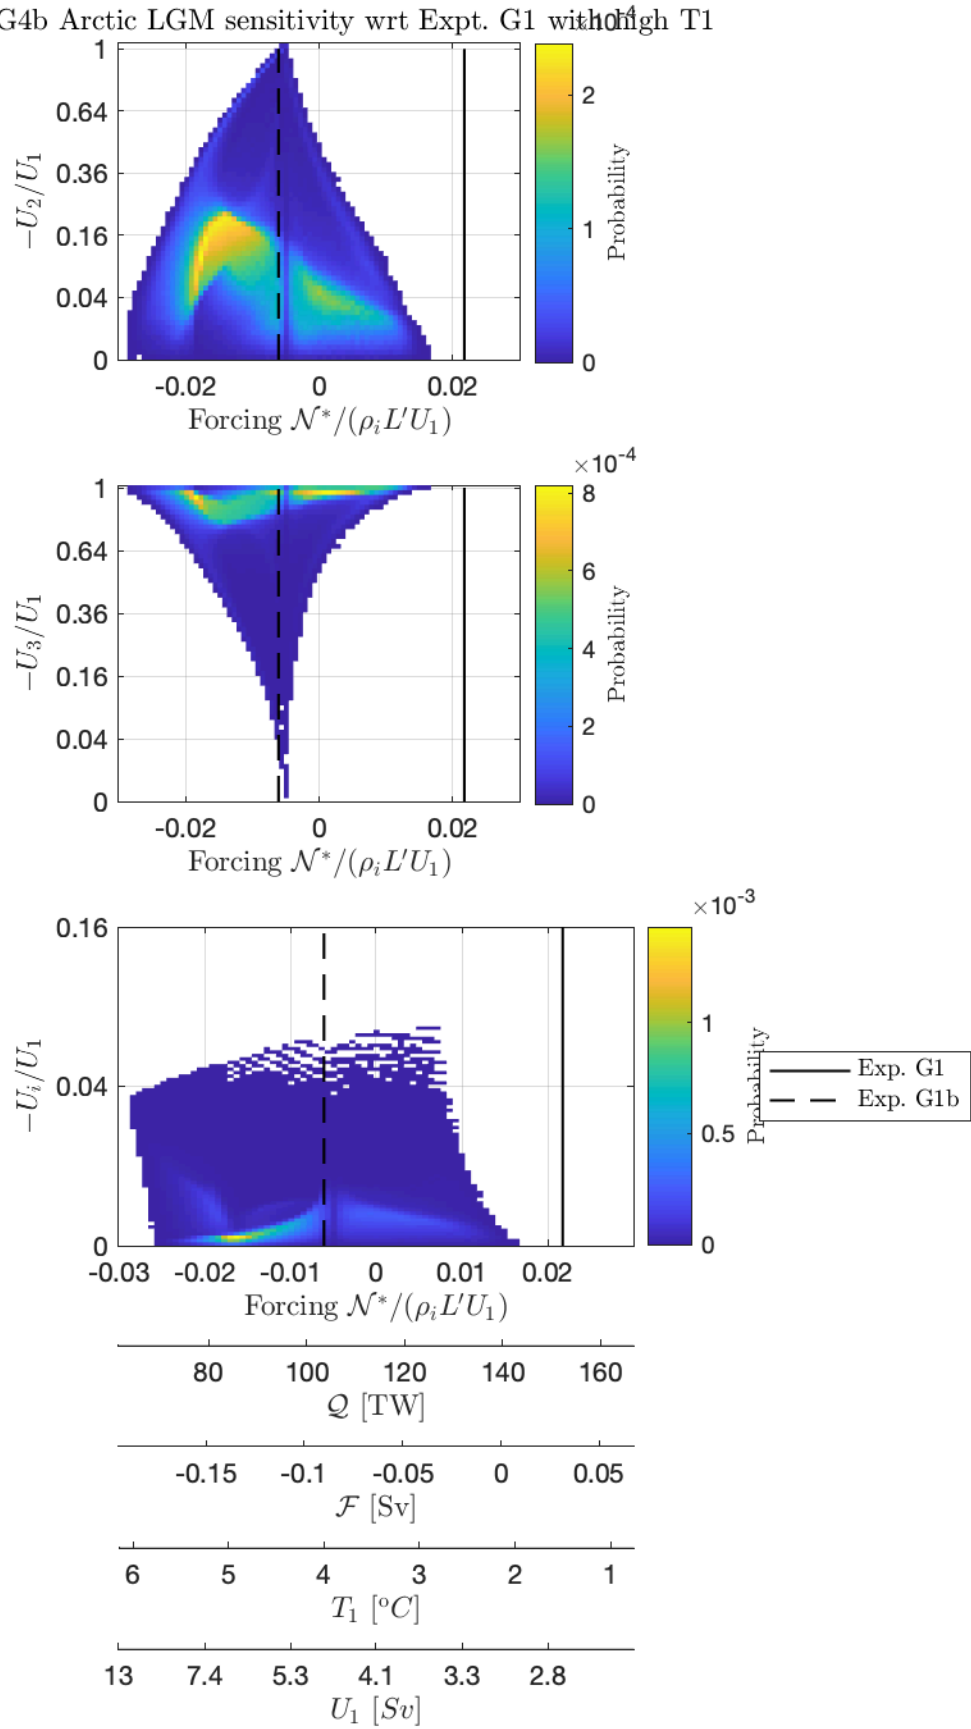 G4b Arctic LGM sensitivity wrt Expt. G1 with high T1
×10-4
1
0.64
0.36
0.16
0.04
0
−U2/U1
-0.02 0 0.02
Forcing N*/(ρiL′U1)
2
1
0
Probability
×10-4
1
0.64
0.36
0.16
0.04
0
−U3/U1
-0.02 0 0.02
Forcing N*/(ρiL′U1)
8
6
4
2
0
Probability
×10-3
0.16
0.04
0
−Ui/U1
-0.03 -0.02 -0.01 0 0.01 0.02
Forcing N*/(ρiL′U1)
1
0.5
0
Probability
Exp. G1
Exp. G1b
80 100 120 140 160
Q [TW]
-0.15 -0.1 -0.05 0 0.05
F [Sv]
6 5 4 3 2 1
T1 [oC]
13 7.4 5.3 4.1 3.3 2.8
U1 [Sv]